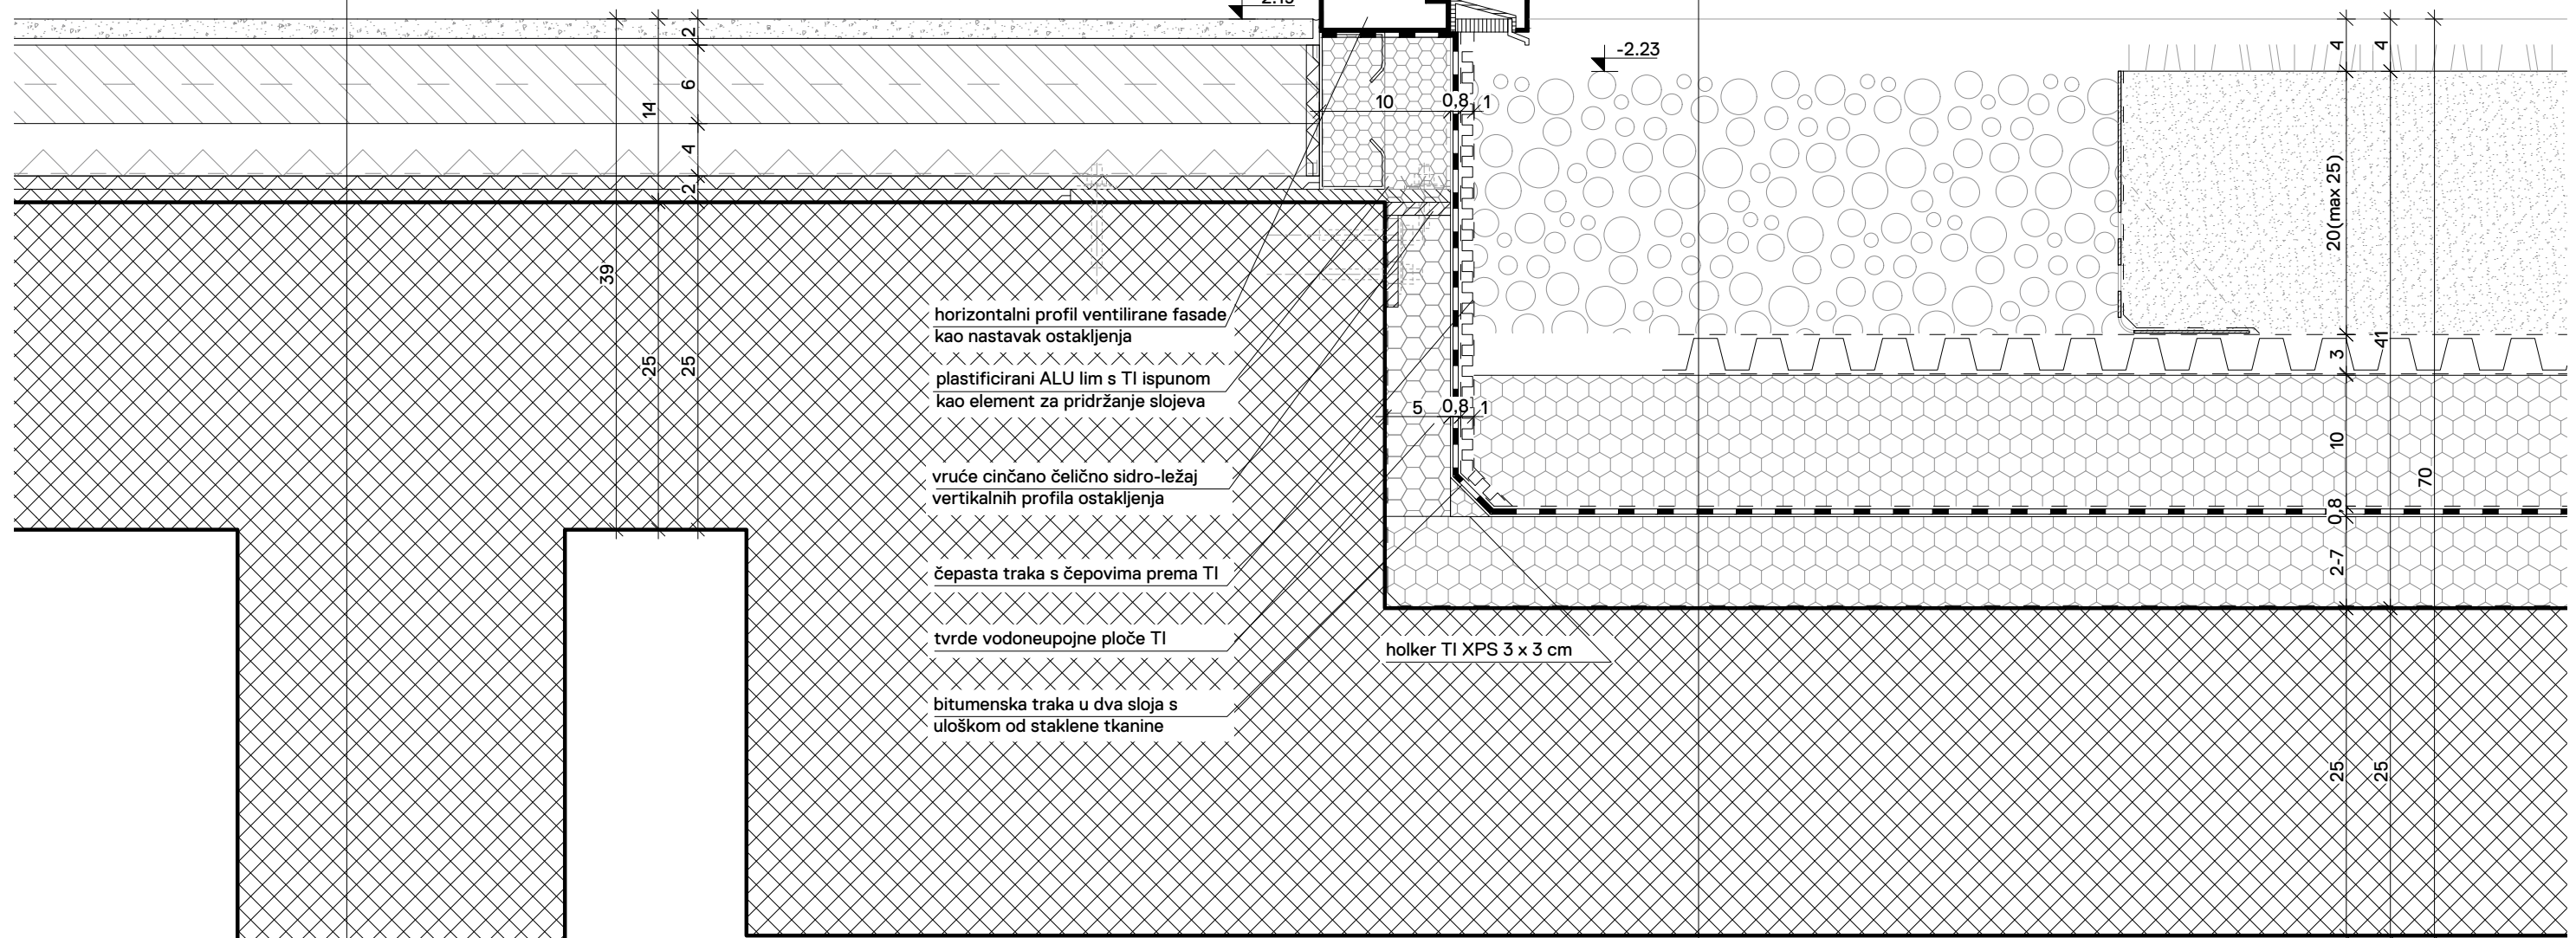 -2.23
2
6
4
2
14
39
25
25
10
0,8
1
5
0,8
1
horizontalni profil ventilirane fasade
kao nastavak ostakljenja
plastificirani ALU lim s TI ispunom
kao element za pridržanje slojeva
vruće cinčano čelično sidro-ležaj
vertikalnih profila ostakljenja
čepasta traka s čepovima prema TI
tvrde vodoneupojne ploče TI
bitumenska traka u dva sloja s
uloškom od staklene tkanine
holker TI XPS 3 x 3 cm
4
4
20(max 25)
3
41
10
70
0,8
2-7
25
25